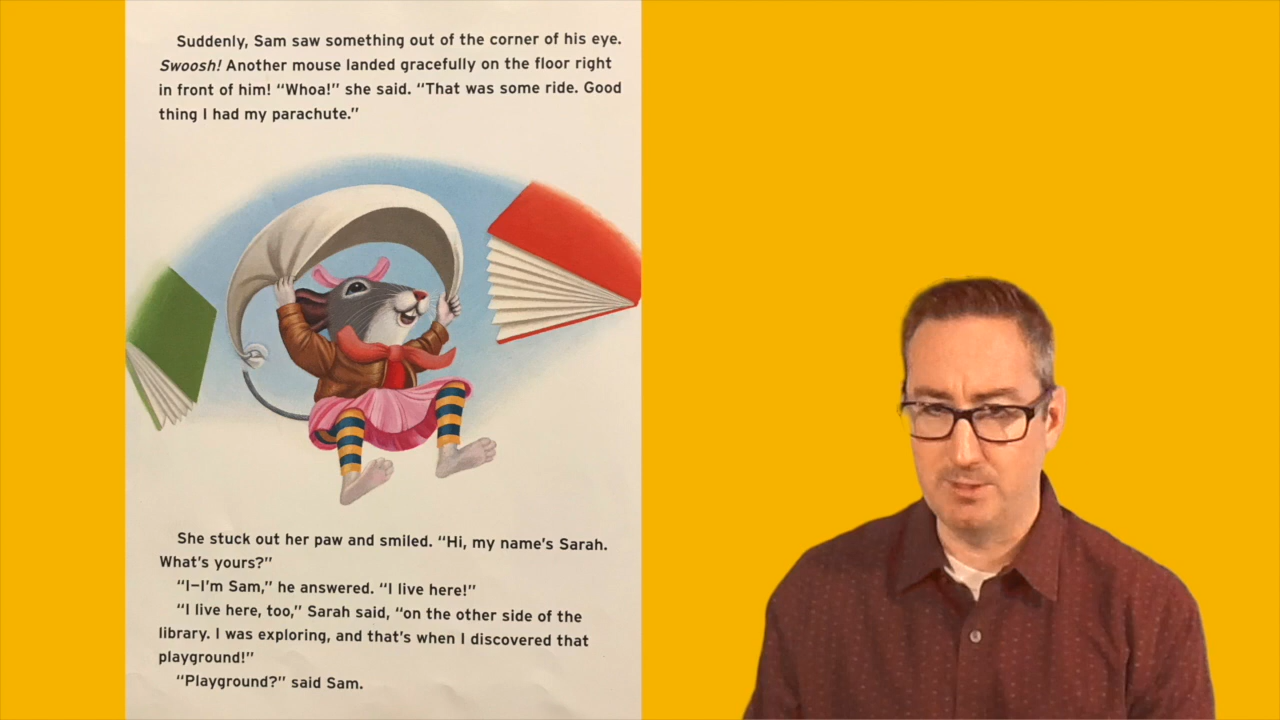 Suddenly, Sam saw something out of the corner of his eye.
Swoosh! Another mouse landed gracefully on the floor right
in front of him! “Whoa!” she said. “That was some ride. Good
thing I had my parachute.”
She stuck out her paw and smiled. “Hi, my name’s Sarah.
What’s yours?”
“I—I’m Sam,” he answered. “I live here!”
“I live here, too,” Sarah said, “on the other side of the
library. I was exploring, and that’s when I discovered that
playground!”
“Playground?” said Sam.